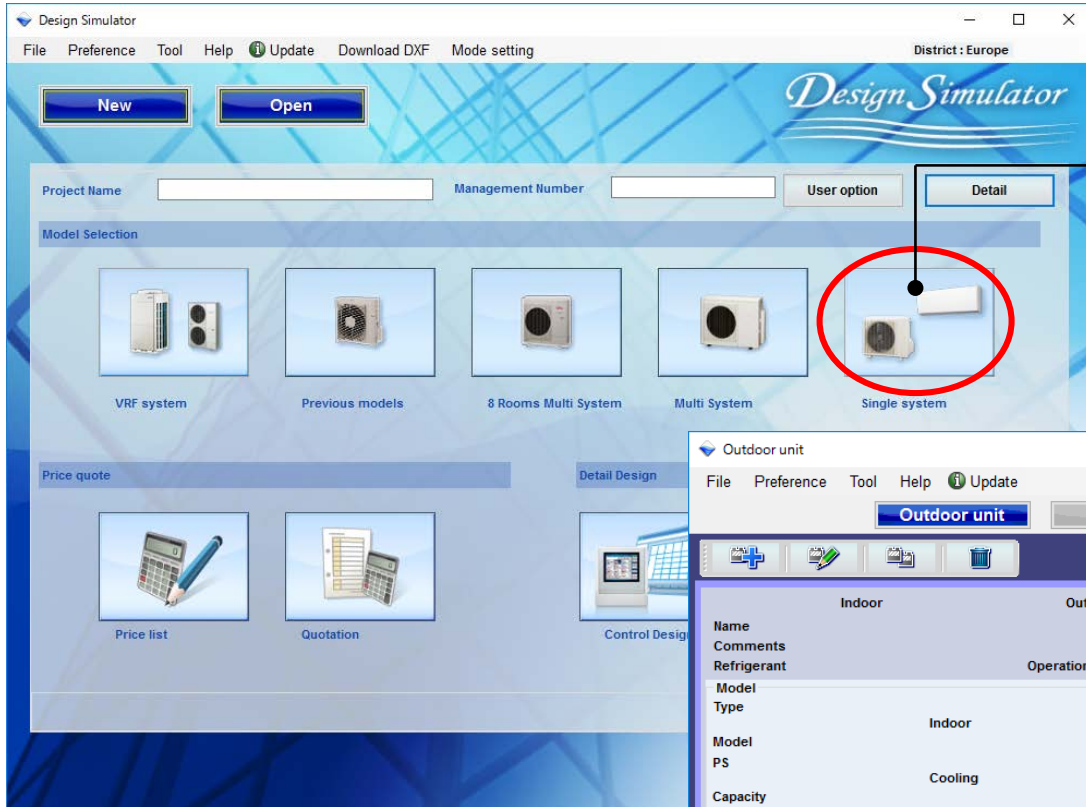 Design Simulator
File Preference Tool Help Update Download DXF Mode setting District : Europe
New Open Design Simulator
Project Name Management Number User option Detail
Model Selection
VRF system Previous models 8 Rooms Multi System Multi System Single system
Price quote Detail Design
Price list Quotation Control Desig
Outdoor unit
File Preference Tool Help Update
Outdoor unit
Indoor Out
Name
Comments
Refrigerant Operation
Model
Type
Indoor
Model
PS
Cooling
Capacity